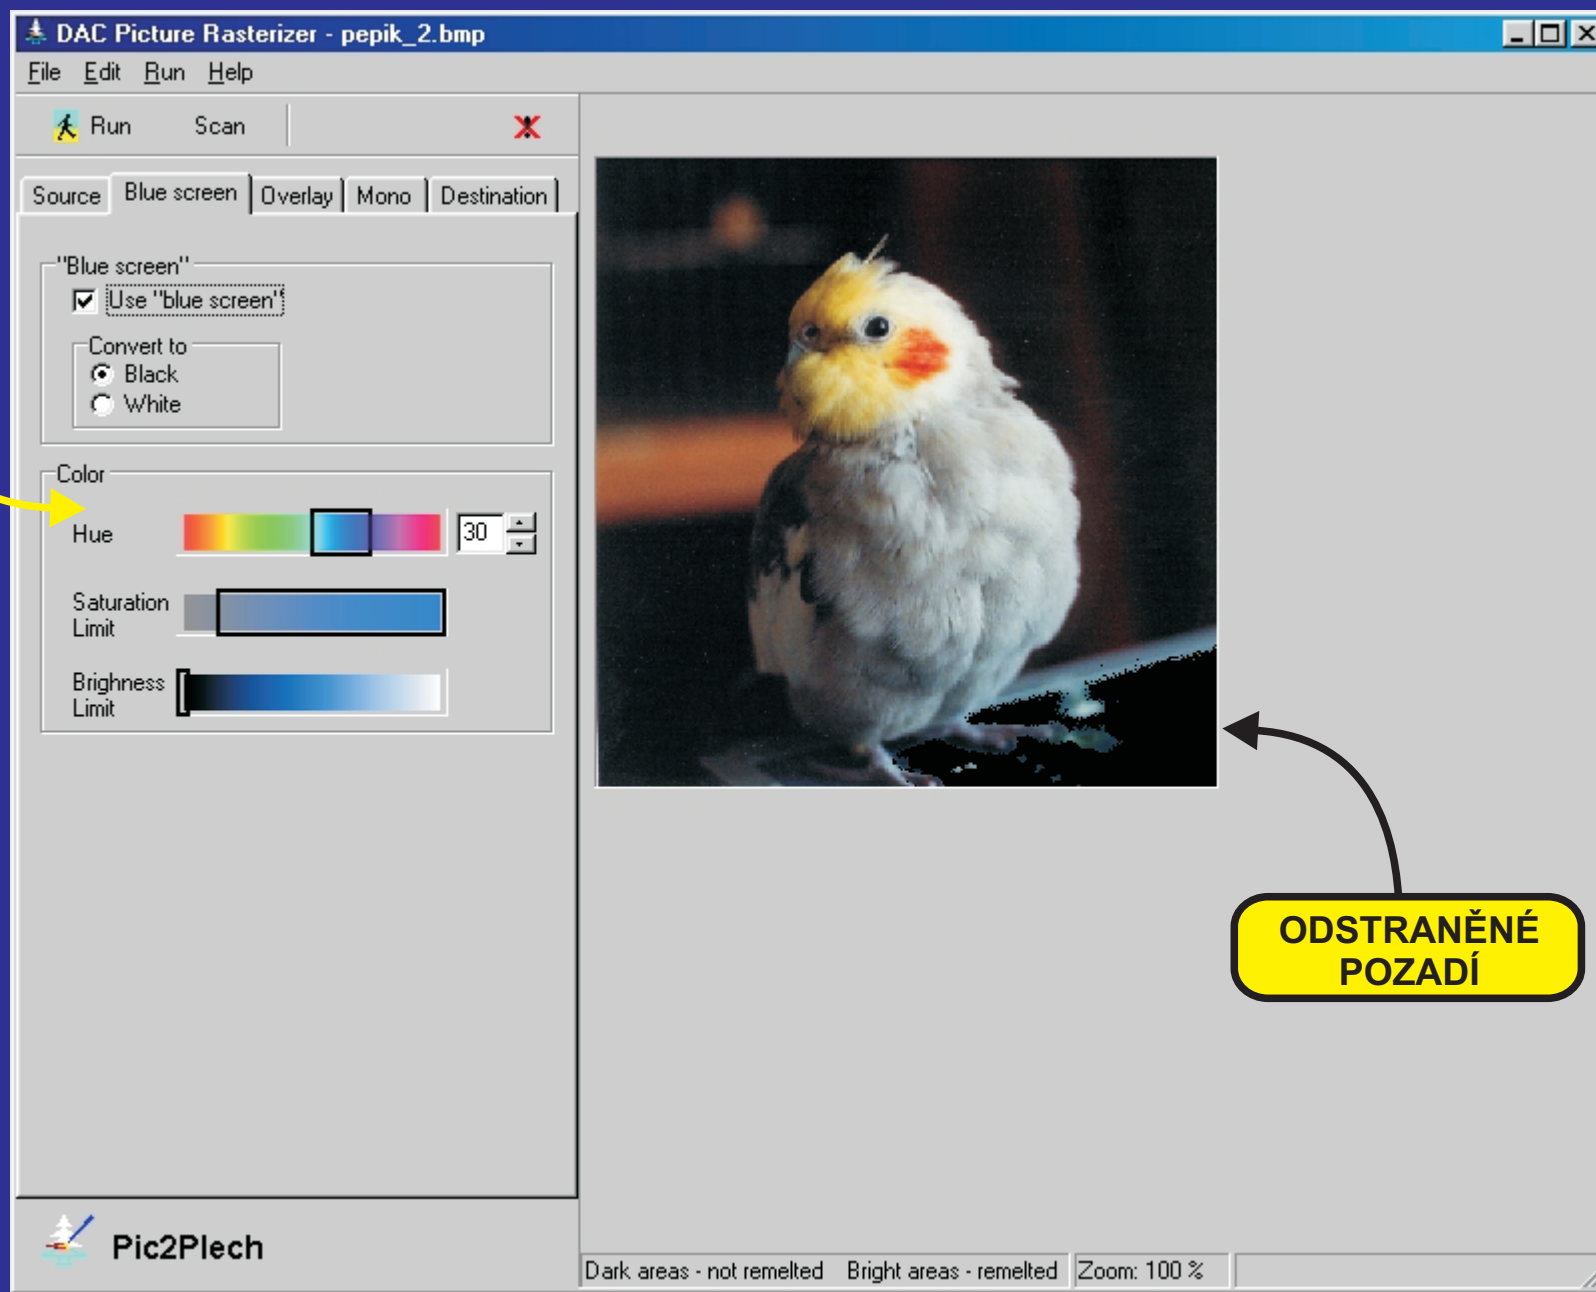 DAC Picture Rasterizer - pepik_2.bmp
File Edit Run Help
Run Scan
Source Blue screen Overlay Mono Destination
"Blue screen"
Use "blue screen"
Convert to
Black
White
Color
Hue 30
Saturation
Limit
Brighness
Limit
ODSTRANĚNÉ
POZADÍ
Pic2Plech
Dark areas - not remelted Bright areas - remelted Zoom: 100 %